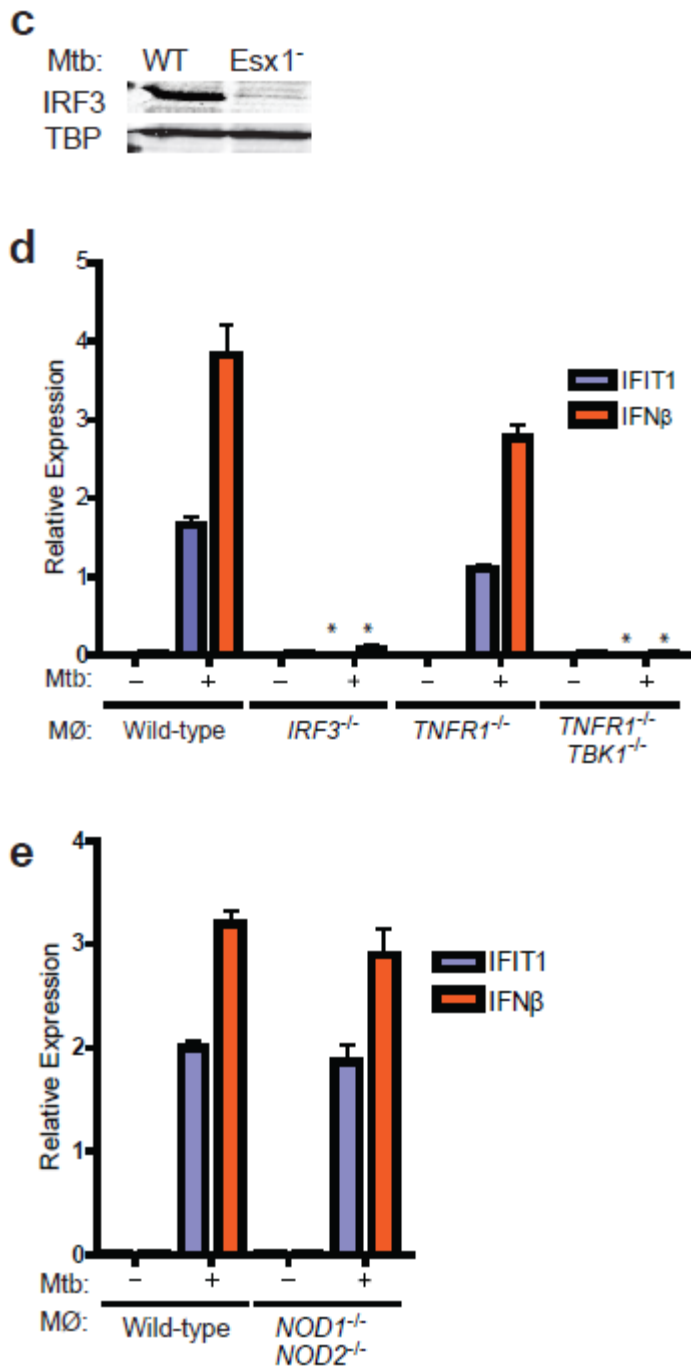 c
Mtb: WT Esx1⁻
IRF3
TBP
d
5
4
3
2
1
0
Relative Expression
IFIT1
IFNβ
* * * *
Mtb: – + – + – + – +
MØ: Wild-type IRF3⁻/⁻ TNFR1⁻/⁻ TNFR1⁻/⁻
TBK1⁻/⁻
e
4
3
2
1
0
Relative Expression
IFIT1
IFNβ
Mtb: – + – +
MØ: Wild-type NOD1⁻/⁻
NOD2⁻/⁻